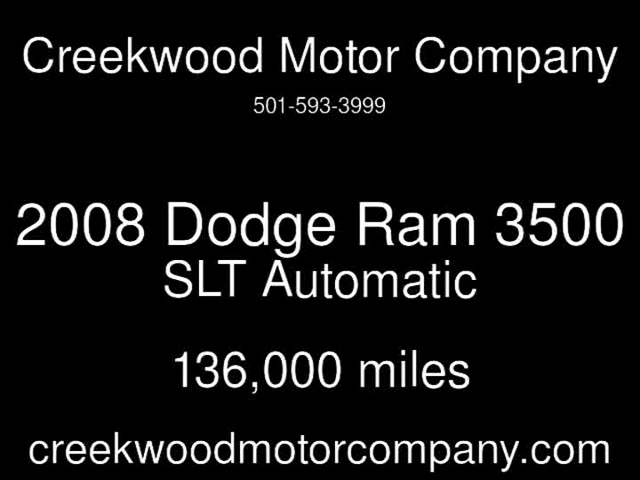 Creekwood Motor Company
501-593-3999
2008 Dodge Ram 3500
SLT Automatic
136,000 miles
creekwoodmotorcompany.com